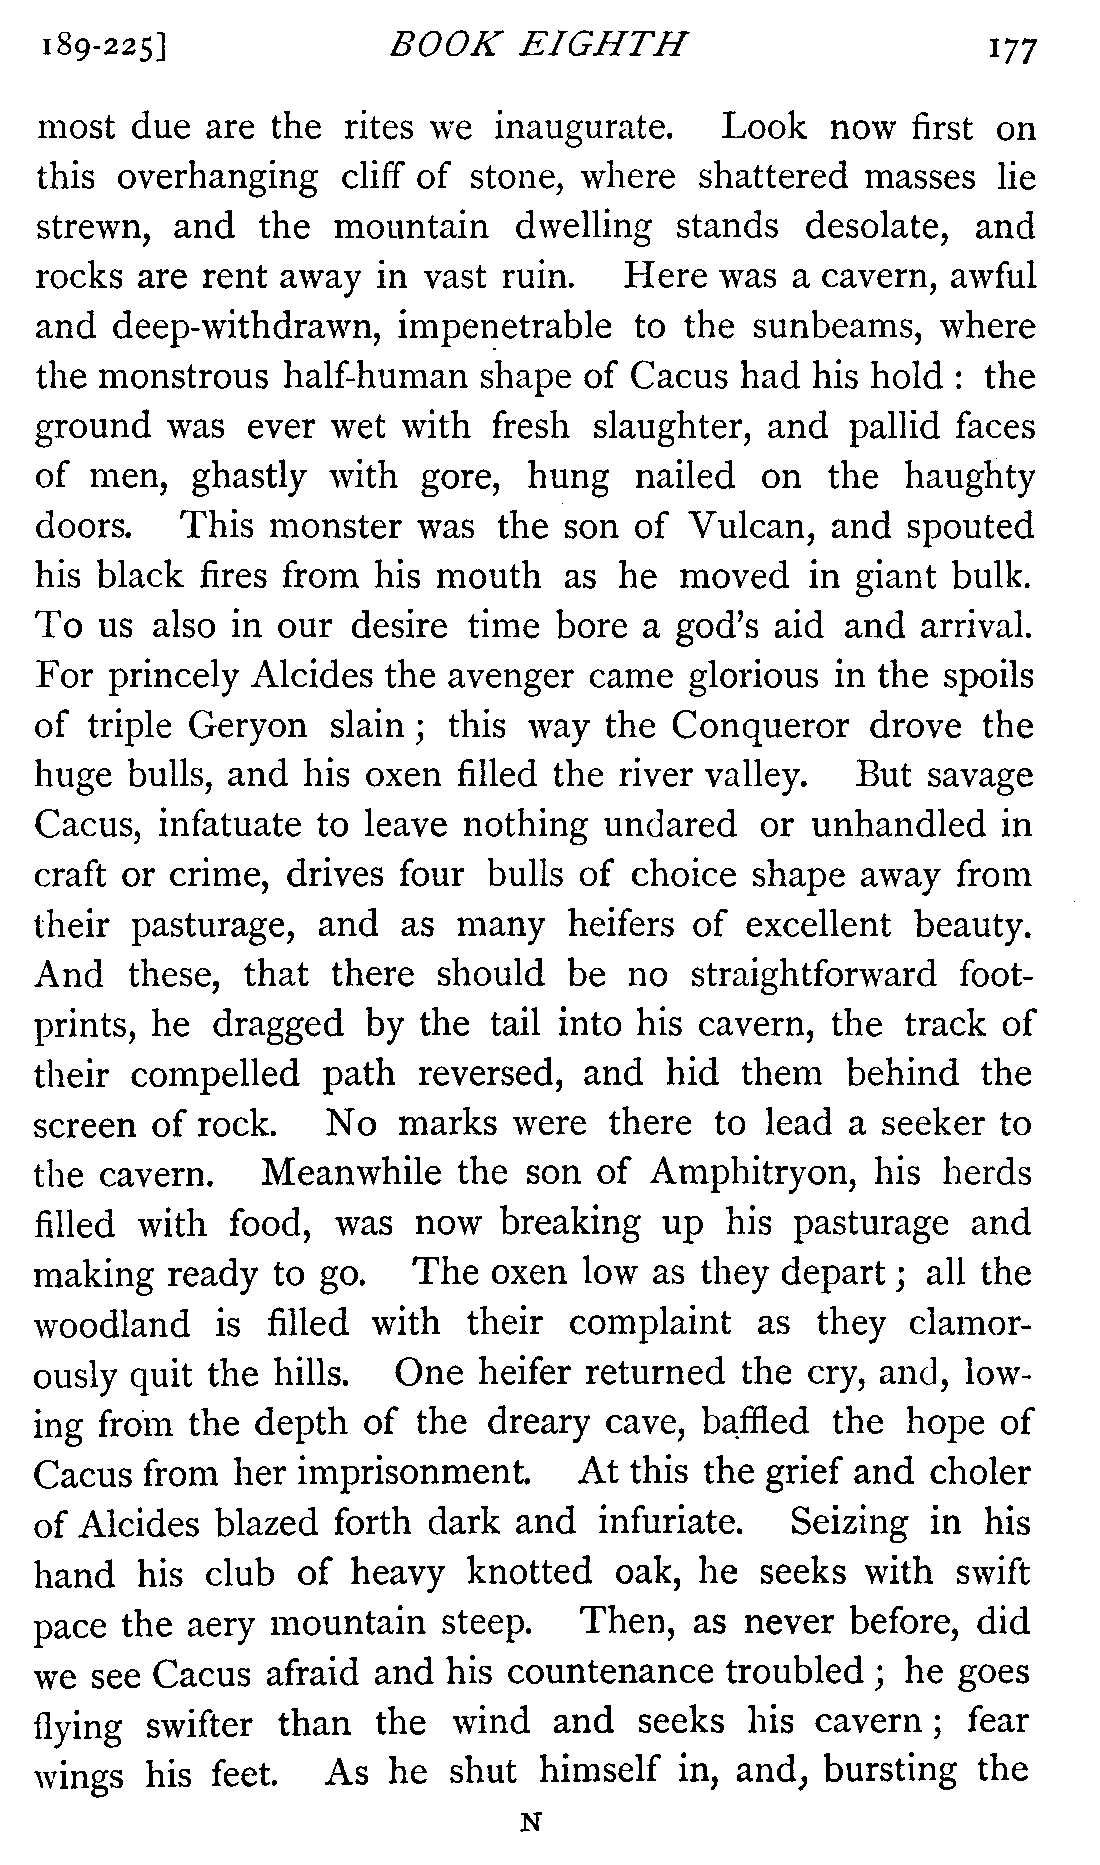 189-225] BOOK EIGHTH 177
most due are the rites we inaugurate. Look now first on
this overhanging cliff of stone, where shattered masses lie
strewn, and the mountain dwelling stands desolate, and
rocks are rent away in vast ruin. Here was a cavern, awful
and deep-withdrawn, impenetrable to the sunbeams, where
the monstrous half-human shape of Cacus had his hold : the
ground was ever wet with fresh slaughter, and pallid faces
of men, ghastly with gore, hung nailed on the haughty
doors. This monster was the son of Vulcan, and spouted
his black fires from his mouth as he moved in giant bulk.
To us also in our desire time bore a god's aid and arrival.
For princely Alcides the avenger came glorious in the spoils
of triple Geryon slain ; this way the Conqueror drove the
huge bulls, and his oxen filled the river valley. But savage
Cacus, infatuate to leave nothing undared or unhandled in
craft or crime, drives four bulls of choice shape away from
their pasturage, and as many heifers of excellent beauty.
And these, that there should be no straightforward foot-
prints, he dragged by the tail into his cavern, the track of
their compelled path reversed, and hid them behind the
screen of rock. No marks were there to lead a seeker to
the cavern. Meanwhile the son of Amphitryon, his herds
filled with food, was now breaking up his pasturage and
making ready to go. The oxen low as they depart ; all the
woodland is filled with their complaint as they clamor-
ously quit the hills. One heifer returned the cry, and, low-
ing from the depth of the dreary cave, baffled the hope of
Cacus from her imprisonment. At this the grief and choler
of Alcides blazed forth dark and infuriate. Seizing in his
hand his club of heavy knotted oak, he seeks with swift
pace the aery mountain steep. Then, as never before, did
we see Cacus afraid and his countenance troubled ; he goes
flying swifter than the wind and seeks his cavern ; fear
wings his feet. As he shut himself in, and, bursting the
N